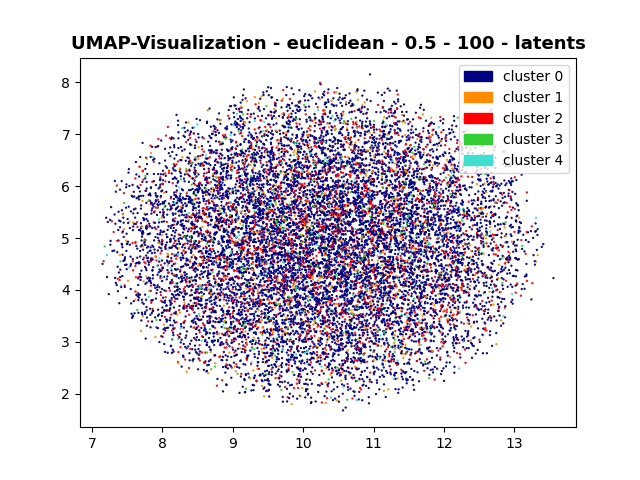 UMAP-Visualization - euclidean - 0.5 - 100 - latents
cluster 0
cluster 1
cluster 2
cluster 3
cluster 4
8
7
6
5
4
3
2
7 8 9 10 11 12 13